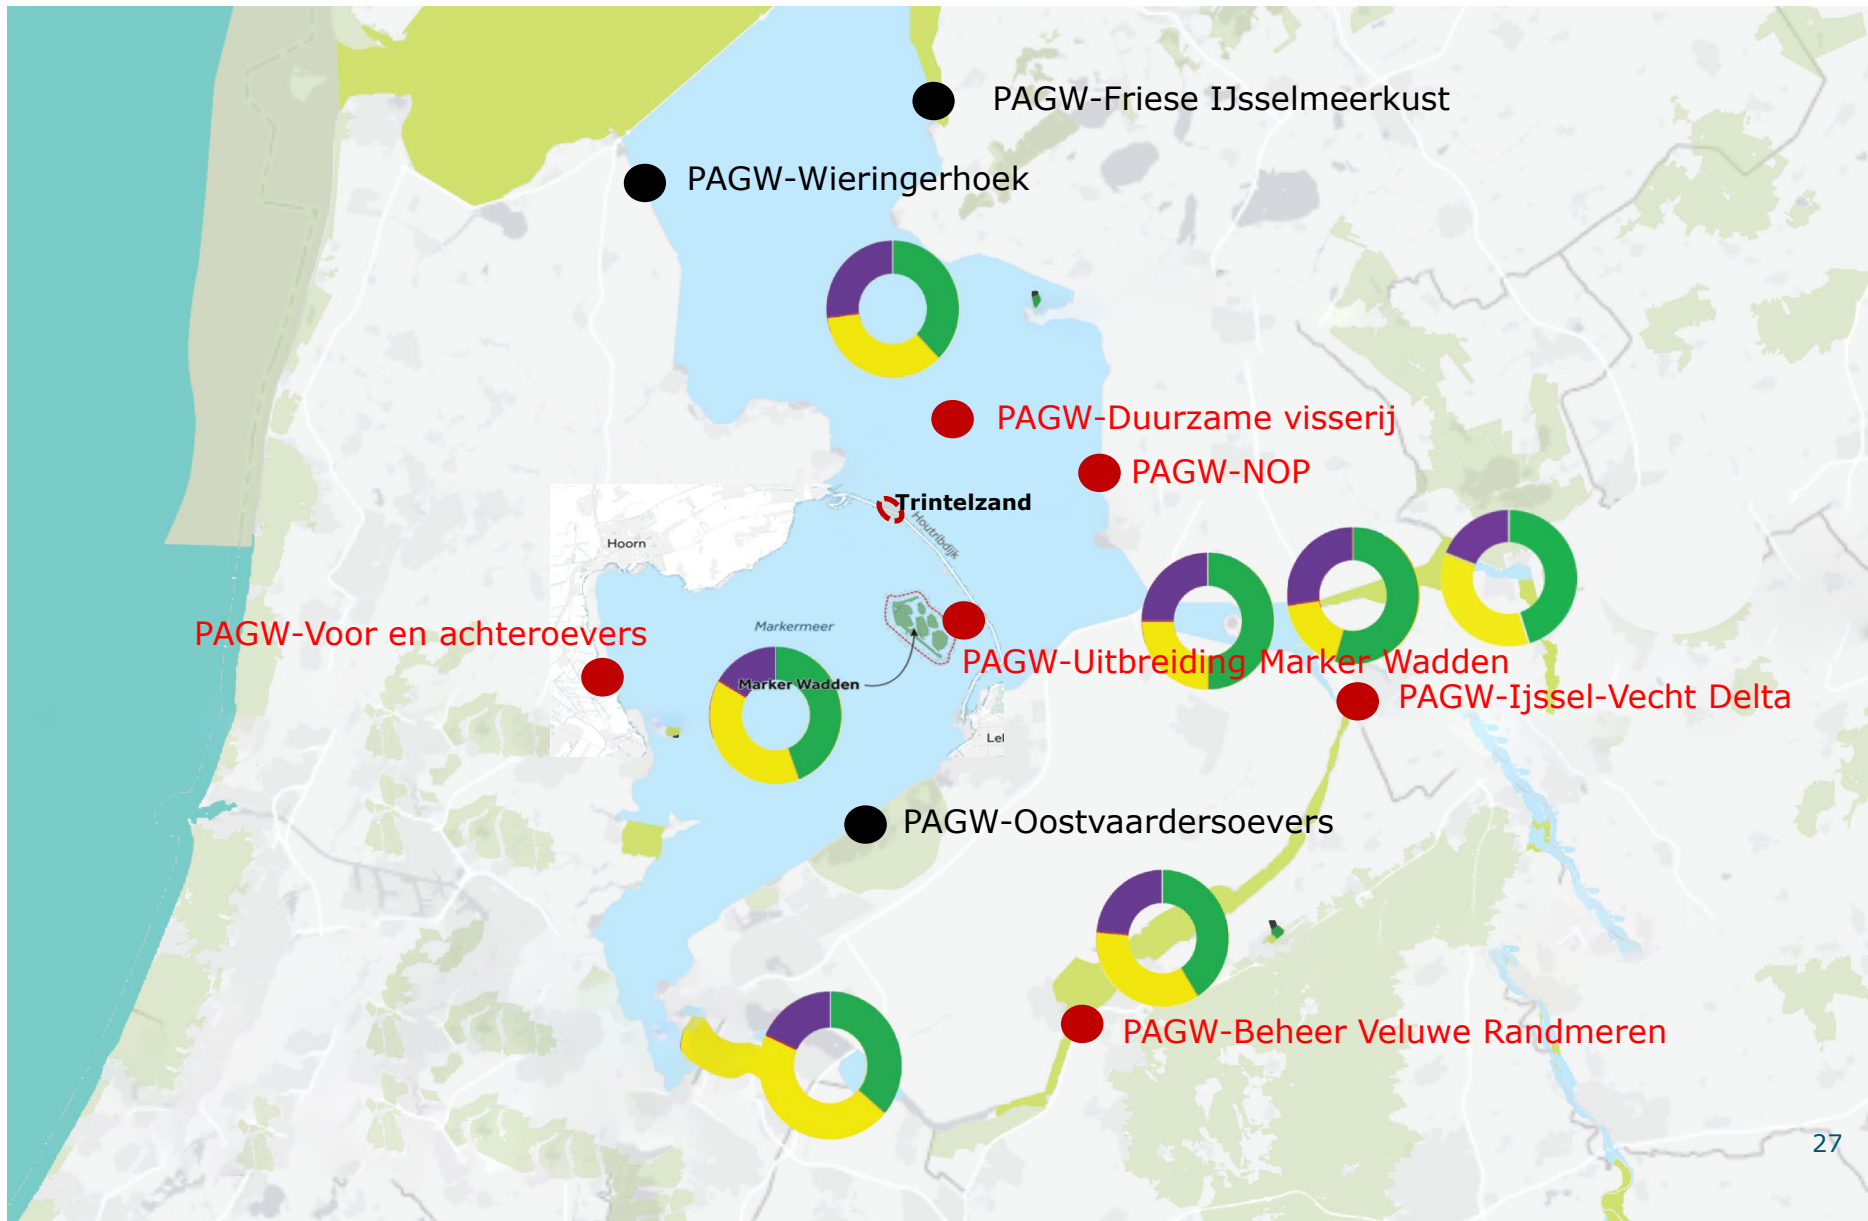 PAGW-Friese IJsselmeerkust
PAGW-Wieringerhoek
PAGW-Duurzame visserij
PAGW-NOP
Trintelzand
Houtribdijk
Hoorn
Markermeer
PAGW-Voor en achteroevers
PAGW-Uitbreiding Marker Wadden
Marker Wadden
PAGW-Ijssel-Vecht Delta
Lel
PAGW-Oostvaardersoevers
PAGW-Beheer Veluwe Randmeren
27